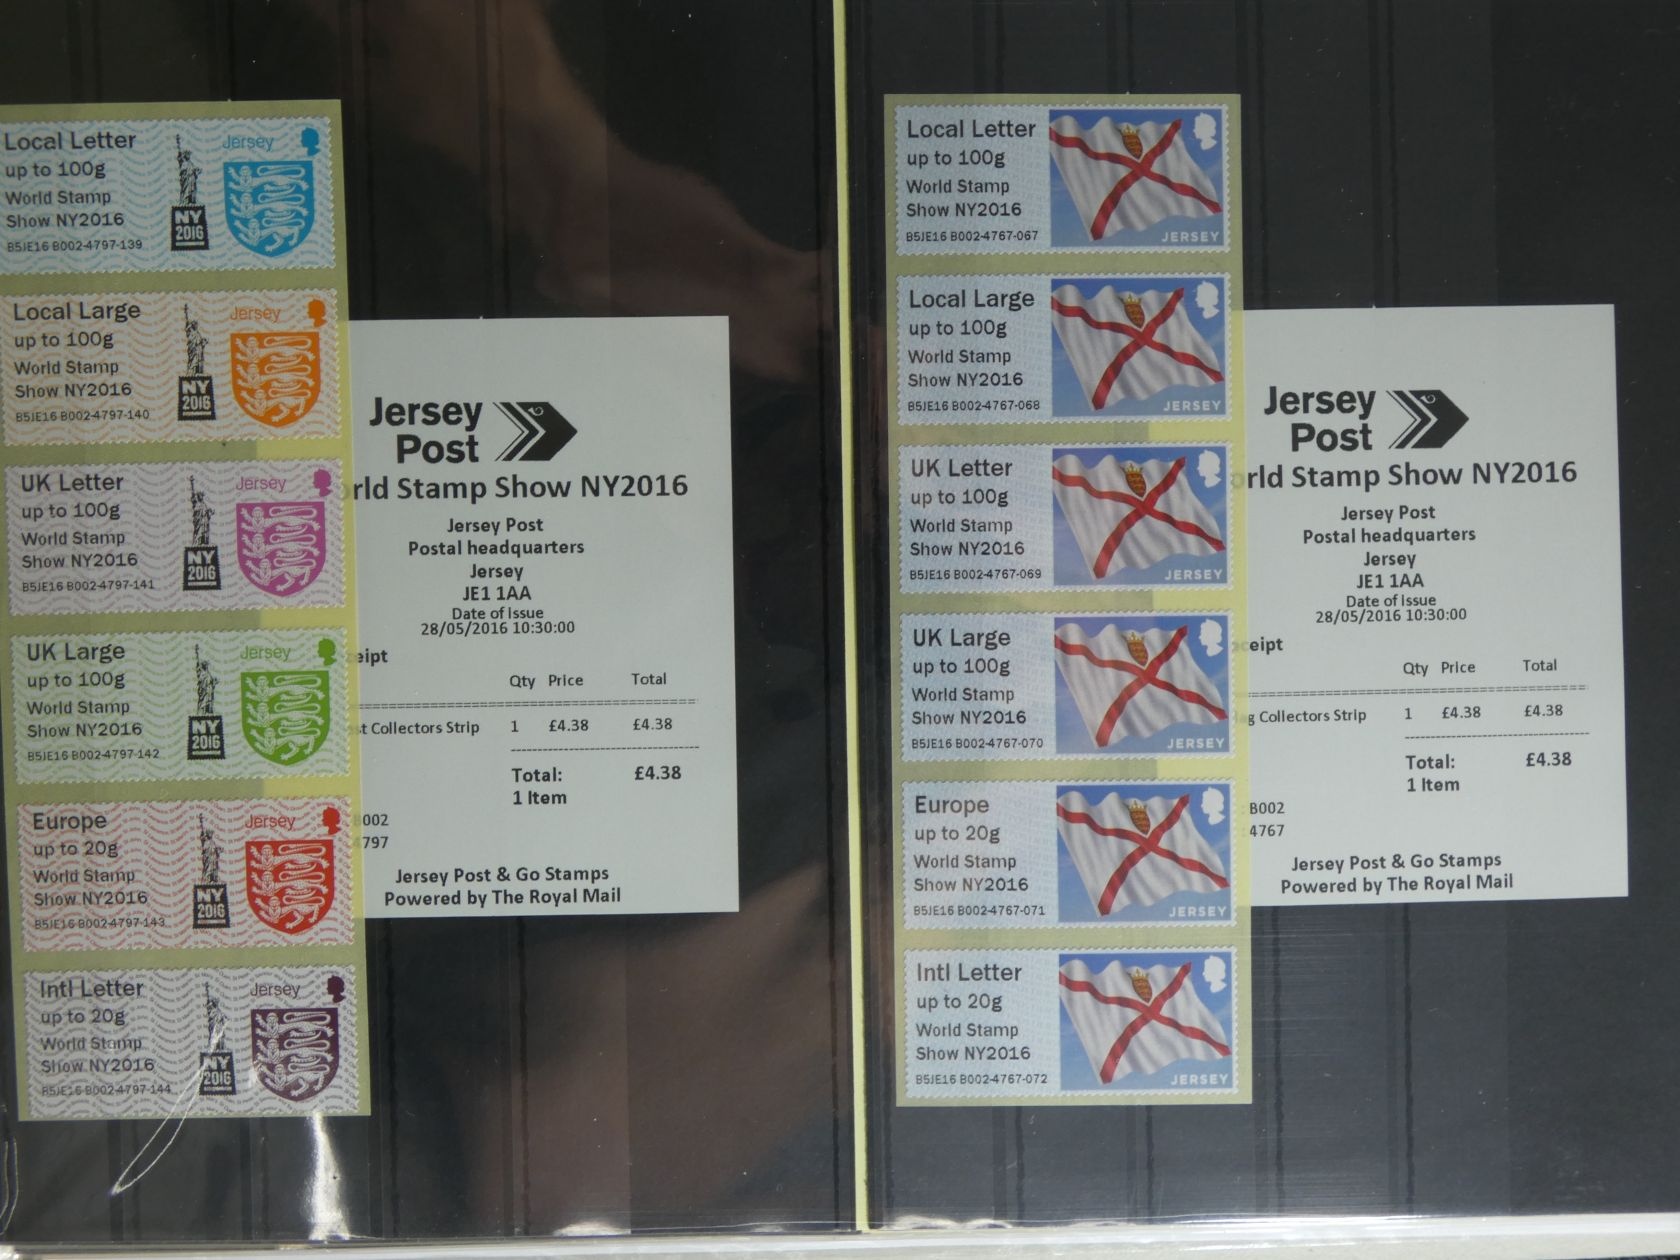 Local Letter
up to 100g
World Stamp
Show NY2016
B5JE16 B002-4797-139
NY
2016
Jersey
Local Large
up to 100g
World Stamp
Show NY2016
B5JE16 B002-4797-140
NY
2016
Jersey
UK Letter
up to 100g
World Stamp
Show NY2016
B5JE16 B002-4797-141
NY
2016
Jersey
UK Large
up to 100g
World Stamp
Show NY2016
B5JE16 B002-4797-142
NY
2016
Jersey
Europe
up to 20g
World Stamp
Show NY2016
B5JE16 B002-4797-143
NY
2016
Jersey
Intl Letter
up to 20g
World Stamp
Show NY2016
B5JE16 B002-4797-144
NY
2016
Jersey
Jersey
Post
orld Stamp Show NY2016
Jersey Post
Postal headquarters
Jersey
JE1 1AA
Date of Issue
28/05/2016 10:30:00
eipt
Qty Price Total
st Collectors Strip 1 £4.38 £4.38
Total: £4.38
1 Item
B002
4797
Jersey Post & Go Stamps
Powered by The Royal Mail
Local Letter
up to 100g
World Stamp
Show NY2016
B5JE16 B002-4767-067
JERSEY
Local Large
up to 100g
World Stamp
Show NY2016
B5JE16 B002-4767-068
JERSEY
UK Letter
up to 100g
World Stamp
Show NY2016
B5JE16 B002-4767-069
JERSEY
UK Large
up to 100g
World Stamp
Show NY2016
B5JE16 B002-4767-070
JERSEY
Europe
up to 20g
World Stamp
Show NY2016
B5JE16 B002-4767-071
JERSEY
Intl Letter
up to 20g
World Stamp
Show NY2016
B5JE16 B002-4767-072
JERSEY
Jersey
Post
orld Stamp Show NY2016
Jersey Post
Postal headquarters
Jersey
JE1 1AA
Date of Issue
28/05/2016 10:30:00
ceipt
Qty Price Total
lag Collectors Strip 1 £4.38 £4.38
Total: £4.38
1 Item
: B002
: 4767
Jersey Post & Go Stamps
Powered by The Royal Mail